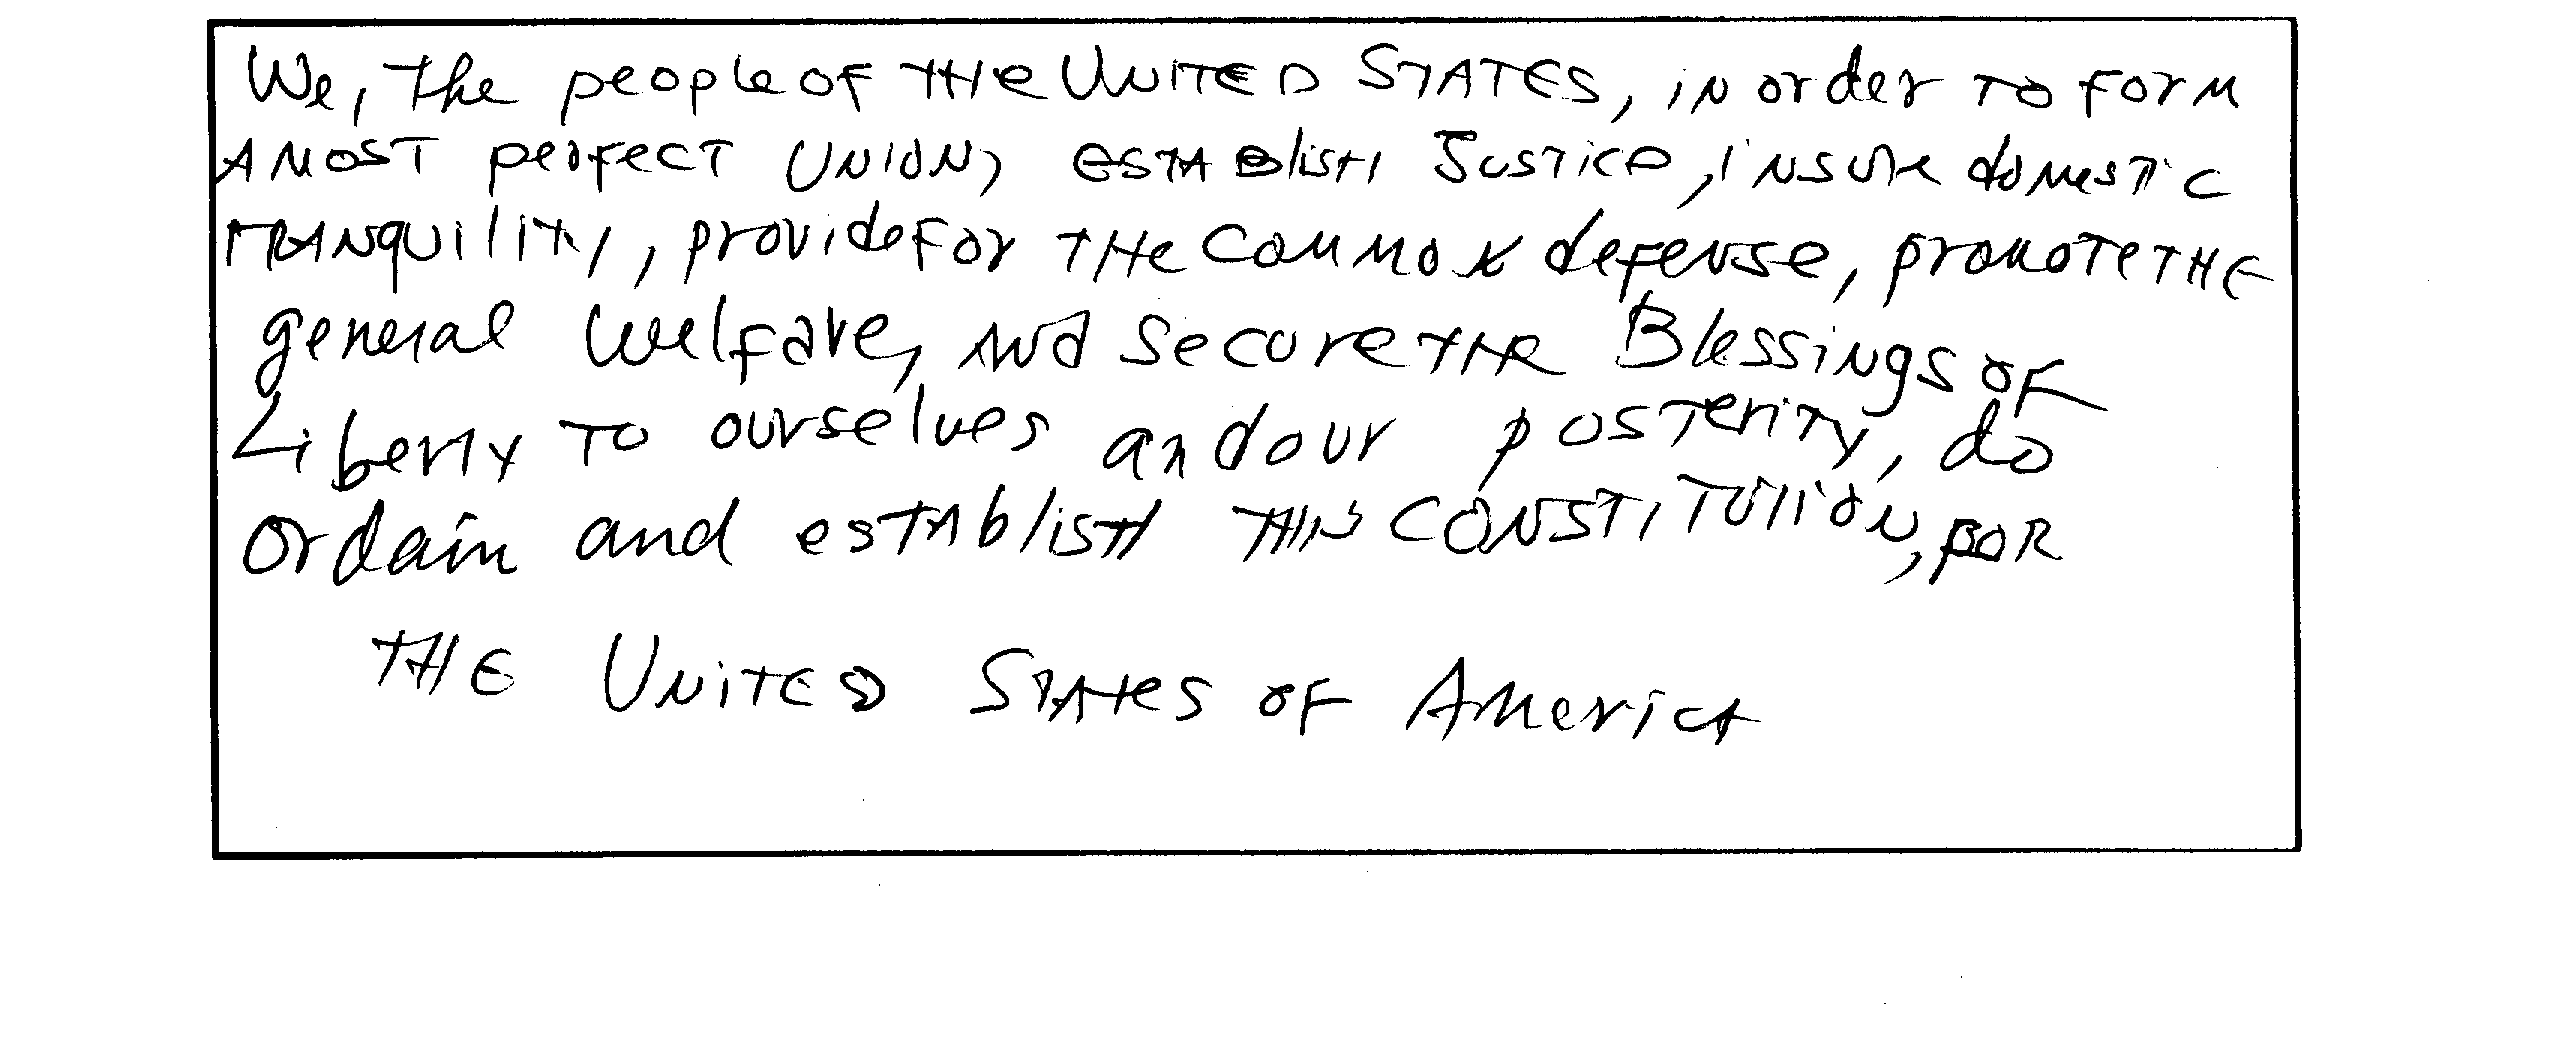 We, the people of THe UNITED STATES, iN order TO Form
A MOST perfect UNION, ESTABlish JUSTICe, iNSUre domestic
TRANquility, provide for THe COMMON defense, promoTe THE
general Welfare, ANd Secure THe Blessings of
Liberty To ourselves and our posterity, do
Ordain and estAblisH THis CONSTITUTiON, FOR
THE UNiTED STAtes of AmericA